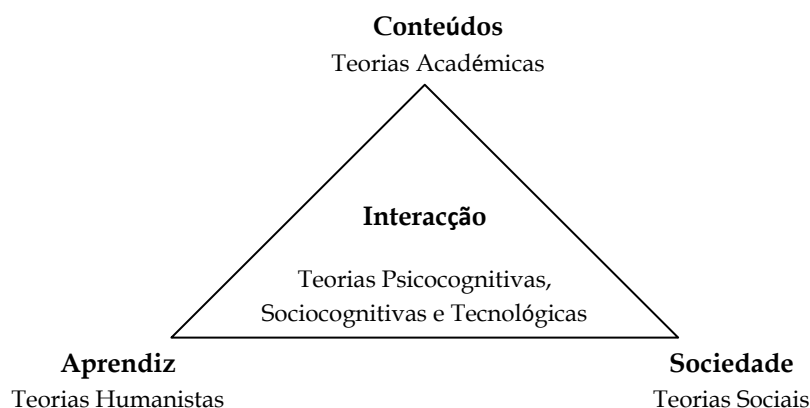 Conteúdos
Teorias Académicas
Interacção
Teorias Psicocognitivas,
Sociocognitivas e Tecnológicas
Aprendiz
Teorias Humanistas
Sociedade
Teorias Sociais